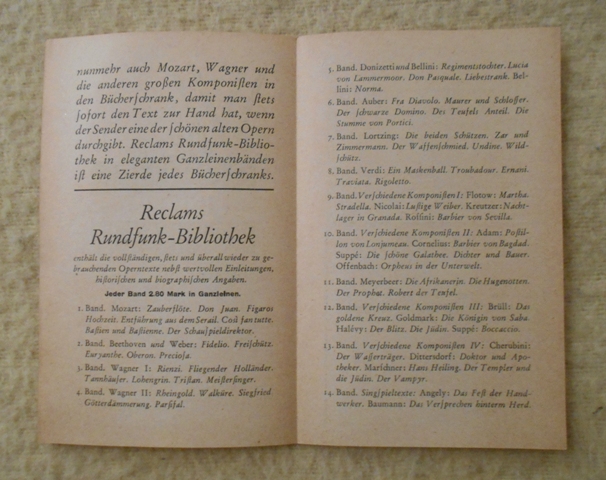 nunmehr auch Mozart, Wagner und
die anderen großen Komponiſten in
den Bücherſchrank, damit man ſtets
ſofort den Text zur Hand hat, wenn
der Sender eine der ſchönen alten Opern
durchgibt. Reclams Rundfunk-Biblio-
thek in eleganten Ganzleinenbänden
iſt eine Zierde jedes Bücherſchranks.
Reclams
Rundfunk-Bibliothek
enthält die vollſtändigen, ſtets und überall wieder zu ge-
brauchenden Operntexte nebſt wertvollen Einleitungen,
hiſtoriſchen und biographiſchen Angaben.
Jeder Band 2.80 Mark in Ganzleinen.
1. Band. Mozart: Zauberflöte. Don Juan. Figaros
Hochzeit. Entführung aus dem Serail. Cosi fan tutte.
Baſtien und Baſtienne. Der Schauſpieldirektor.
2. Band. Beethoven und Weber: Fidelio. Freiſchütz.
Euryanthe. Oberon. Precioſa.
3. Band. Wagner I: Rienzi. Fliegender Holländer.
Tannhäuſer. Lohengrin. Triſtan. Meiſterſinger.
4. Band. Wagner II: Rheingold. Walküre. Siegfried
Götterdämmerung. Parſifal.
5. Band. Donizetti und Bellini: Regimentstochter. Lucia
von Lammermoor. Don Pasquale. Liebestrank. Bel-
lini: Norma.
6. Band. Auber: Fra Diavolo. Maurer und Schloſſer.
Der ſchwarze Domino. Des Teufels Anteil. Die
Stumme von Portici.
7. Band. Lortzing: Die beiden Schützen. Zar und
Zimmermann. Der Waffenſchmied. Undine. Wild-
ſchütz.
8. Band. Verdi: Ein Maskenball. Troubadour. Ernani.
Traviata. Rigoletto.
9. Band. Verſchiedene Komponiſten I: Flotow: Martha.
Stradella. Nicolai: Luſtige Weiber. Kreutzer: Nacht-
lager in Granada. Roſſini: Barbier von Sevilla.
10. Band. Verſchiedene Komponiſten II: Adam: Poſtil-
lon von Lonjumeau. Cornelius: Barbier von Bagdad.
Suppé: Die ſchöne Galathee. Dichter und Bauer.
Offenbach: Orpheus in der Unterwelt.
11. Band. Meyerbeer: Die Afrikanerin. Die Hugenotten.
Der Prophet. Robert der Teufel.
12. Band. Verſchiedene Komponiſten III: Brüll: Das
goldene Kreuz. Goldmark: Die Königin von Saba.
Halévy: Der Blitz. Die Jüdin. Suppé: Boccaccio.
13. Band. Verſchiedene Komponiſten IV: Cherubini:
Der Waſſerträger. Dittersdorf: Doktor und Apo-
theker. Marſchner: Hans Heiling. Der Templer und
die Jüdin. Der Vampyr.
14. Band. Singſpieltexte: Angely: Das Feſt der Hand-
werker. Baumann: Das Verſprechen hinterm Herd.